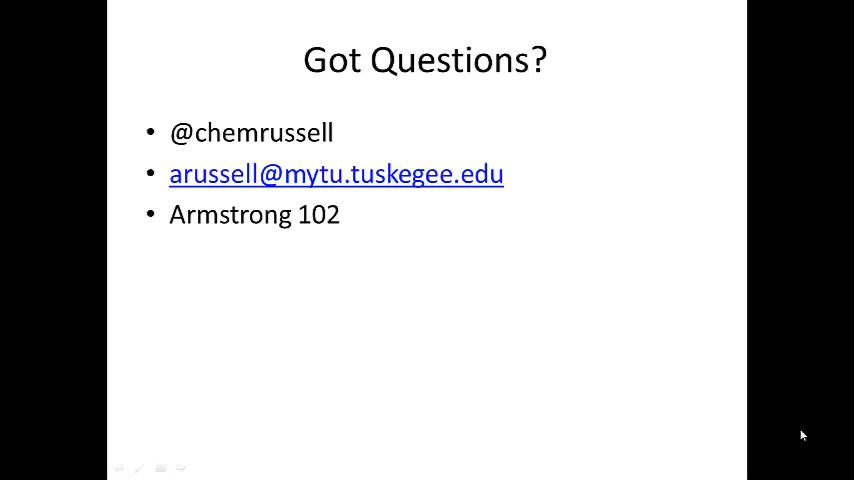 Got Questions?
• @chemrussell
• arussell@mytu.tuskegee.edu
• Armstrong 102